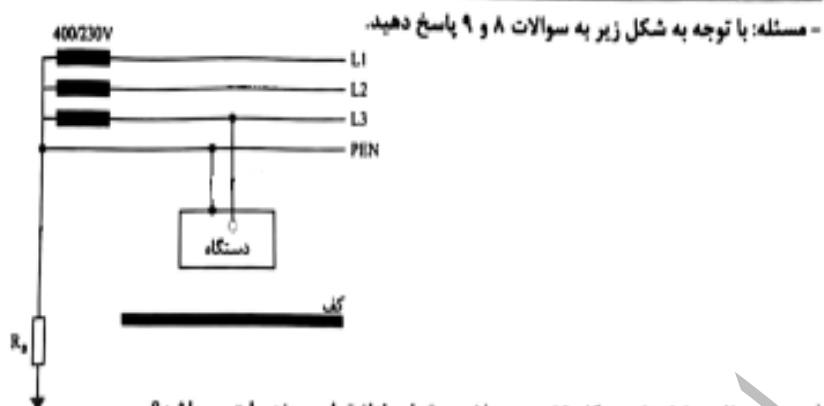 - مسئله: با توجه به شکل زیر به سوالات ۸ و ۹ پاسخ دهید.
400/230V
L1
L2
L3
PEN
دستگاه
کف
R_B